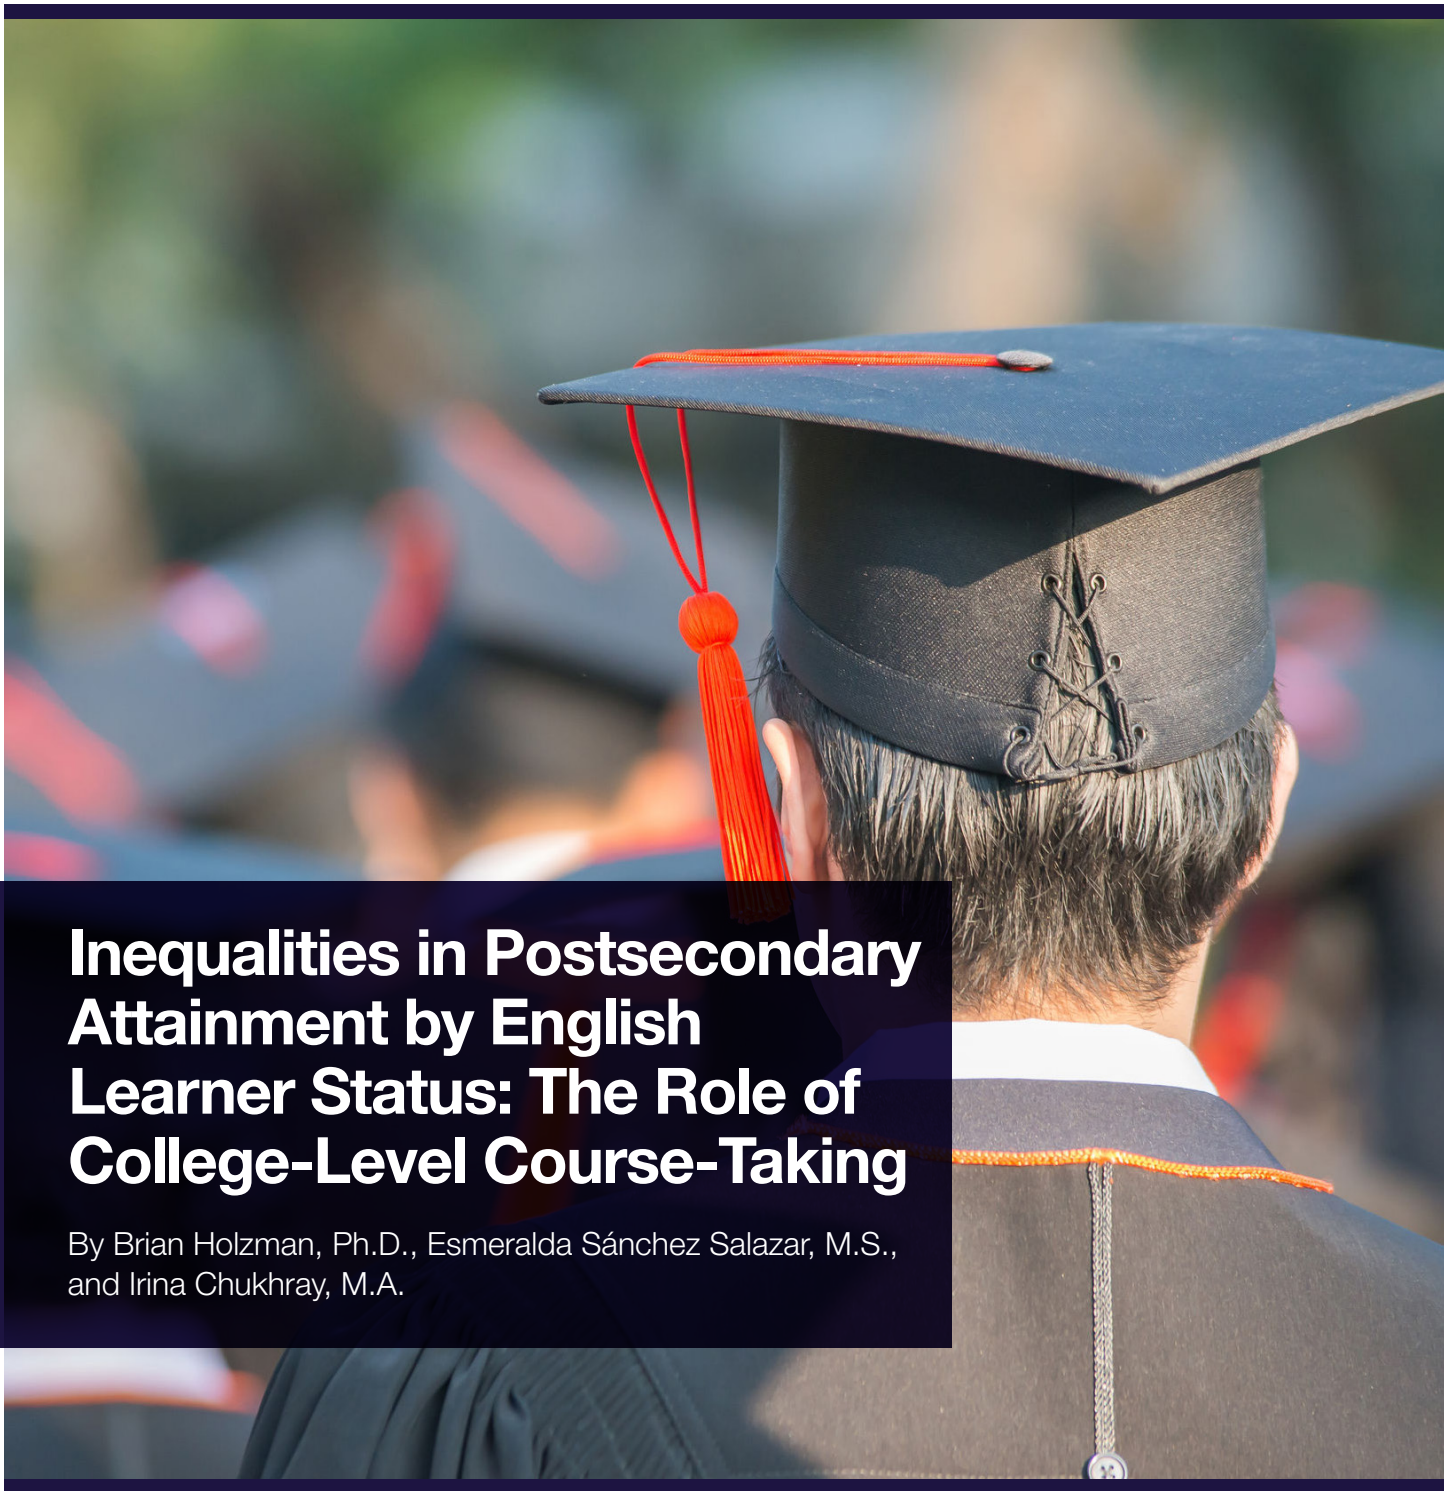 Inequalities in Postsecondary
Attainment by English
Learner Status: The Role of
College-Level Course-Taking
By Brian Holzman, Ph.D., Esmeralda Sánchez Salazar, M.S.,
and Irina Chukhray, M.A.